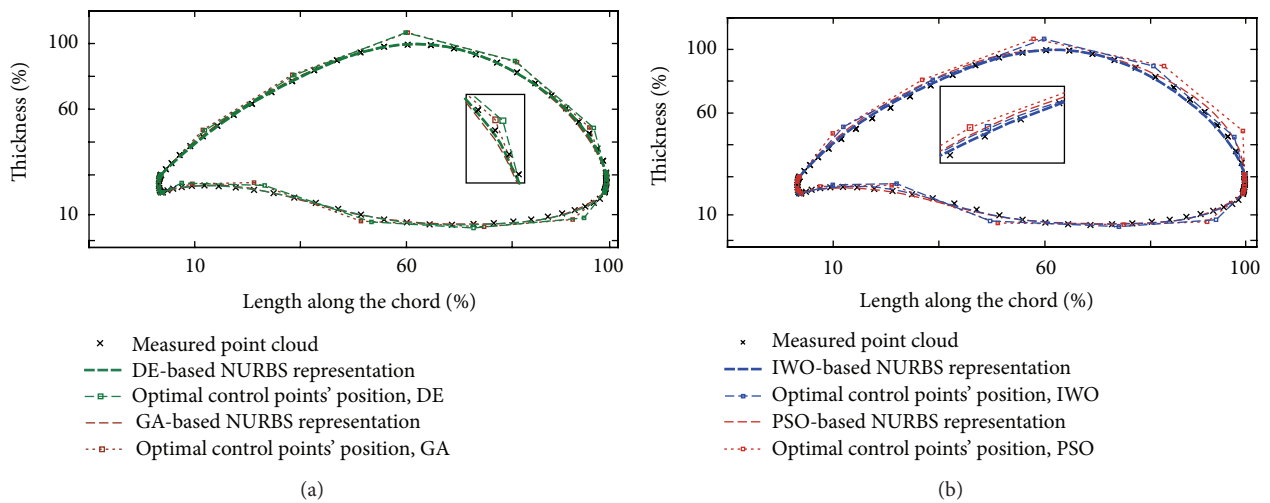 100
60
10
Thickness (%)
10
60
100
Length along the chord (%)
Measured point cloud
DE-based NURBS representation
Optimal control points’ position, DE
GA-based NURBS representation
Optimal control points’ position, GA
(a)
100
60
10
Thickness (%)
10
60
100
Length along the chord (%)
Measured point cloud
IWO-based NURBS representation
Optimal control points’ position, IWO
PSO-based NURBS representation
Optimal control points’ position, PSO
(b)